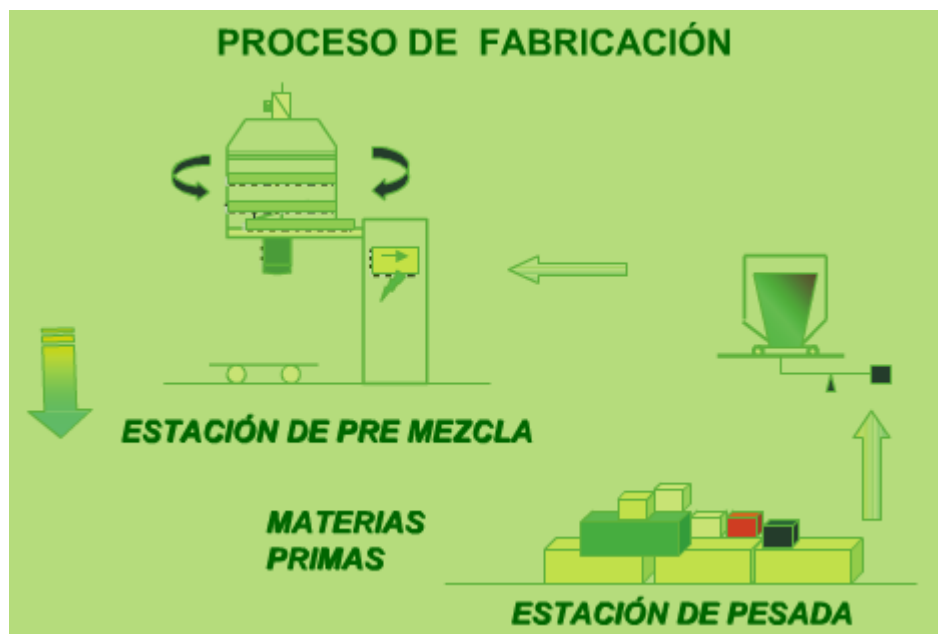 PROCESO DE FABRICACIÓN
ESTACIÓN DE PRE MEZCLA
MATERIAS
PRIMAS
ESTACIÓN DE PESADA